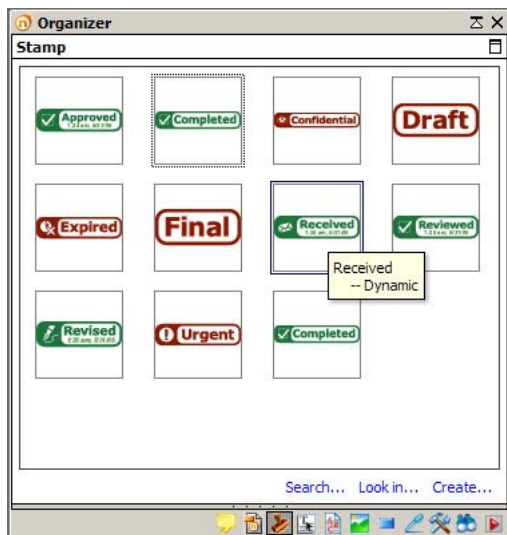 Organizer
Stamp
Approved
Completed
Confidential
Draft
Expired
Final
Received
Reviewed
Received
-- Dynamic
Revised
Urgent
Completed
Search... Look in... Create...